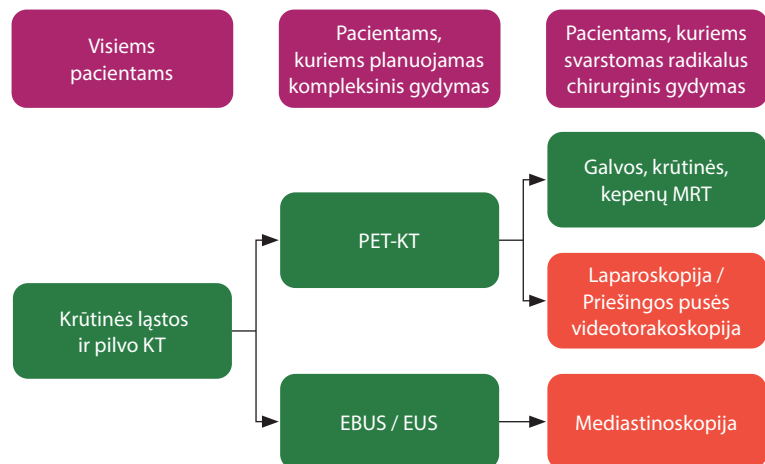 Visiems
pacientams
Pacientams,
kuriems planuojamas
kompleksinis gydymas
Pacientams, kuriems
svarstomas radikalus
chirurginis gydymas
Krūtinės ląstos
ir pilvo KT
PET-KT
Galvos, krūtinės,
kepenų MRT
Laparoskopija /
Priešingos pusės
videotorakoskopija
EBUS / EUS
Mediastinoskopija